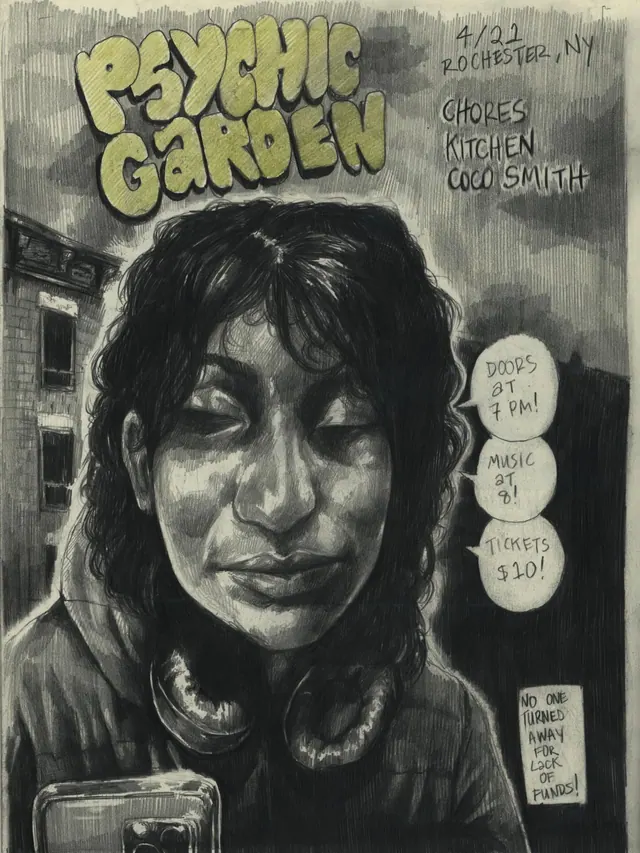 PSYCHIC
GARDEN
4/21
ROCHESTER, NY
CHORES
KITCHEN
COCO SMITH
DOORS
at
7 PM!
MUSIC
at
8!
TICKETS
$10!
NO ONE
TURNED
AWAY
FOR
LaCK
OF
FUNDS!